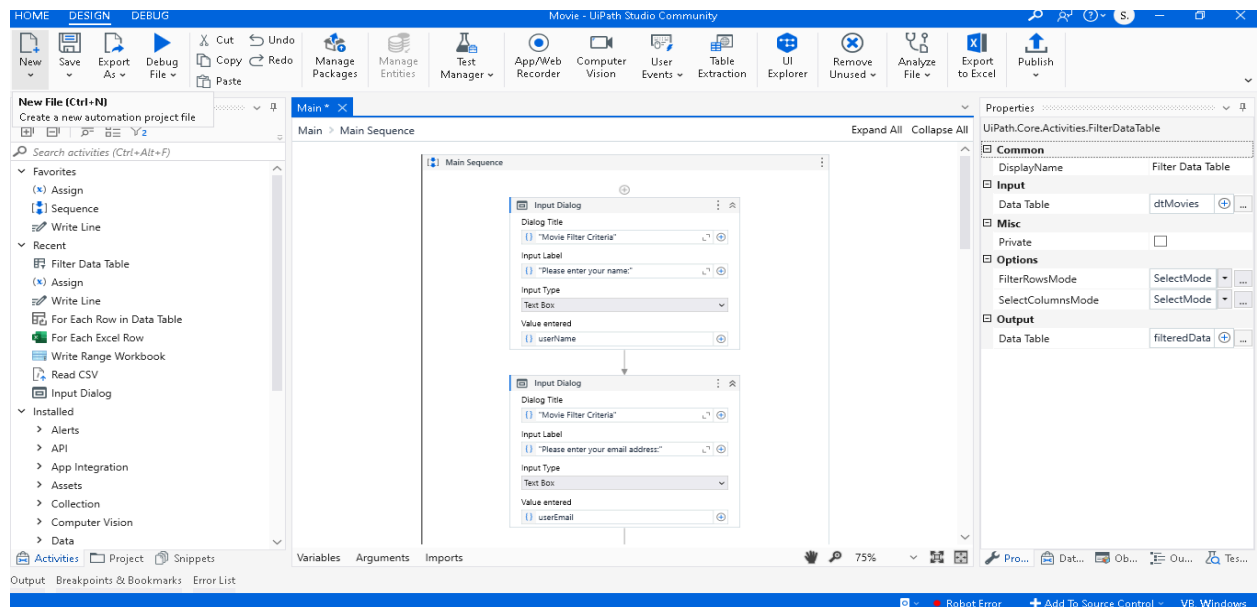 HOME DESIGN DEBUG
Movie - UiPath Studio Community
S.
New
Save
Export As
Debug File
Cut
Copy
Paste
Undo
Redo
Manage Packages
Manage Entities
Test Manager
App/Web Recorder
Computer Vision
User Events
Table Extraction
UI Explorer
Remove Unused
Analyze File
Export to Excel
Publish
New File (Ctrl+N)
Create a new automation project file
Search activities (Ctrl+Alt+F)
Favorites
Assign
Sequence
Write Line
Recent
Filter Data Table
Assign
Write Line
For Each Row in Data Table
For Each Excel Row
Write Range Workbook
Read CSV
Input Dialog
Installed
Alerts
API
App Integration
Assets
Collection
Computer Vision
Data
Activities Project Snippets
Main *
Main > Main Sequence
Expand All Collapse All
Main Sequence
Input Dialog
Dialog Title
"Movie Filter Criteria"
Input Label
"Please enter your name:"
Input Type
Text Box
Value entered
userName
Input Dialog
Dialog Title
"Movie Filter Criteria"
Input Label
"Please enter your email address:"
Input Type
Text Box
Value entered
userEmail
Variables Arguments Imports
75%
Properties
UiPath.Core.Activities.FilterDataTable
Common
DisplayName Filter Data Table
Input
Data Table dtMovies ...
Misc
Private
Options
FilterRowsMode SelectMode ...
SelectColumnsMode SelectMode ...
Output
Data Table filteredData ...
Pro... Dat... Ob... Ou... Tes...
Output Breakpoints & Bookmarks Error List
Robot Error Add To Source Control VB, Windows